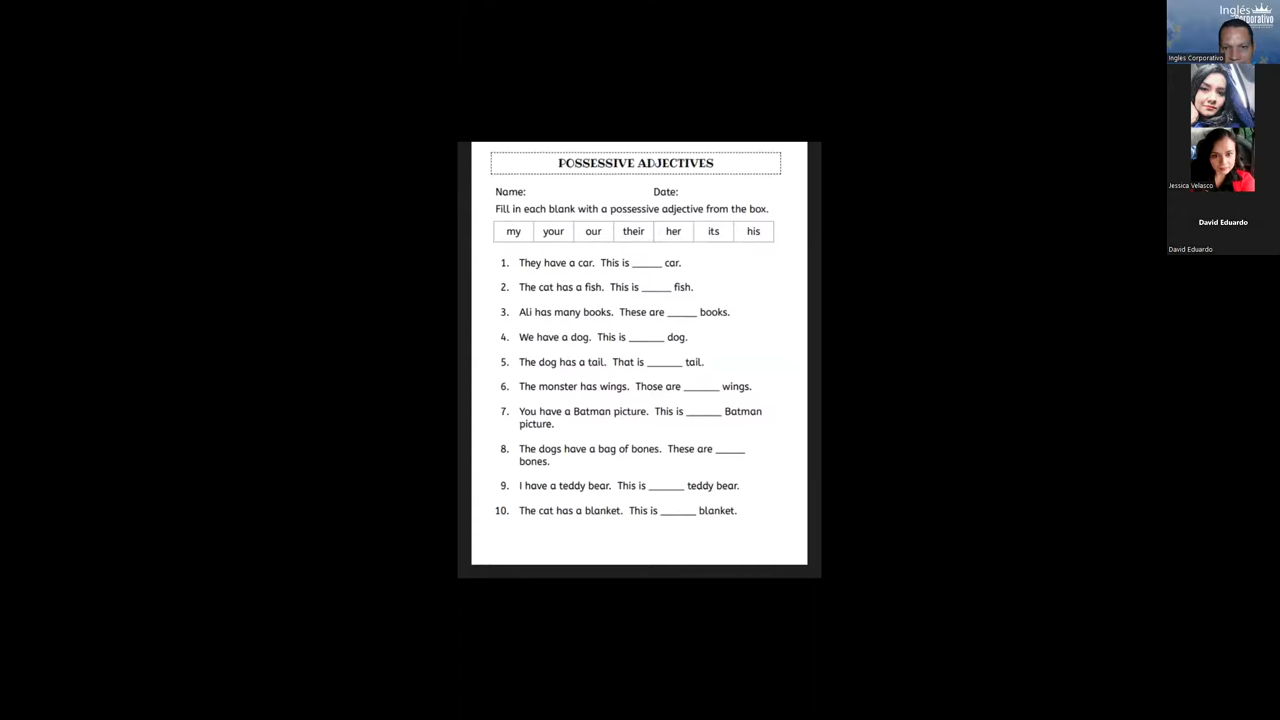 POSSESSIVE ADJECTIVES
Name: Date:
Fill in each blank with a possessive adjective from the box.
my your our their her its his
1. They have a car. This is _____ car.
2. The cat has a fish. This is _____ fish.
3. Ali has many books. These are _____ books.
4. We have a dog. This is ______ dog.
5. The dog has a tail. That is ______ tail.
6. The monster has wings. Those are ______ wings.
7. You have a Batman picture. This is ______ Batman
picture.
8. The dogs have a bag of bones. These are _____
bones.
9. I have a teddy bear. This is ______ teddy bear.
10. The cat has a blanket. This is ______ blanket.
Inglés
Corporativo
Ingles Corporativo
Jessica Velasco
David Eduardo
David Eduardo